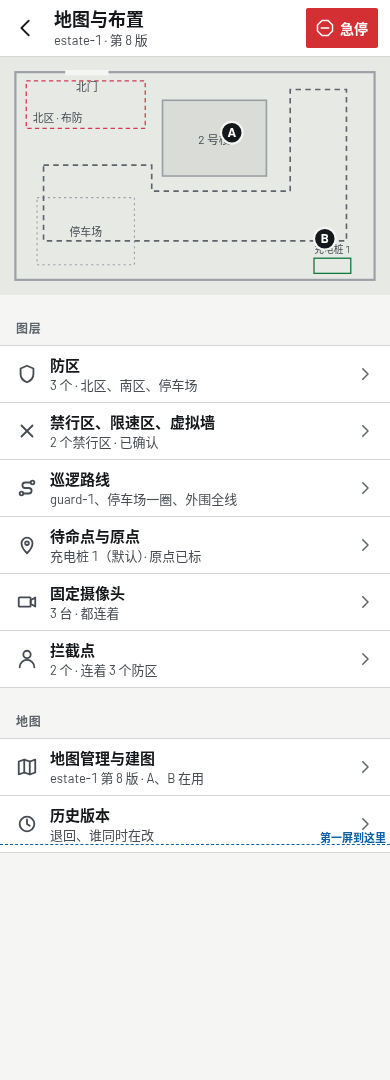 地图与布置
estate-1 · 第 8 版
急停
北门
北区 · 布防
2 号
A
停车场
B
充电桩 1
图层
防区
3 个 · 北区、南区、停车场
禁行区、限速区、虚拟墙
2 个禁行区 · 已确认
巡逻路线
guard-1、停车场一圈、外围全线
待命点与原点
充电桩 1（默认）· 原点已标
固定摄像头
3 台 · 都连着
拦截点
2 个 · 连着 3 个防区
地图
地图管理与建图
estate-1 第 8 版 · A、B 在用
历史版本
退回、谁同时在改
第一屏到这里